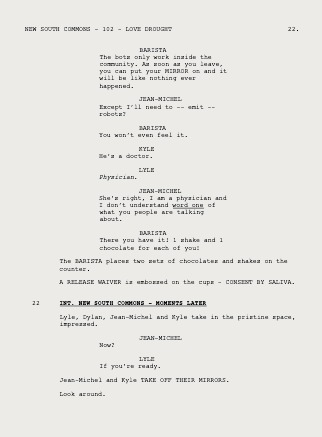 NEW SOUTH COMMONS - 102 - LOVE DROUGHT 22.
BARISTA
The bots only work inside the
community. As soon as you leave,
you can put your MIRROR on and it
will be like nothing ever
happened.
JEAN-MICHEL
Except I'll need to -- emit --
robots?
BARISTA
You won't even feel it.
KYLE
He's a doctor.
LYLE
Physician.
JEAN-MICHEL
She's right, I am a physician and
I don't understand word one of
what you people are talking
about.
BARISTA
There you have it! 1 shake and 1
chocolate for each of you!
The BARISTA places two sets of chocolates and shakes on the
counter.
A RELEASE WAIVER is embossed on the cups - CONSENT BY SALIVA.
22 INT. NEW SOUTH COMMONS - MOMENTS LATER
Lyle, Dylan, Jean-Michel and Kyle take in the pristine space,
impressed.
JEAN-MICHEL
Now?
LYLE
If you're ready.
Jean-Michel and Kyle TAKE OFF THEIR MIRRORS.
Look around.